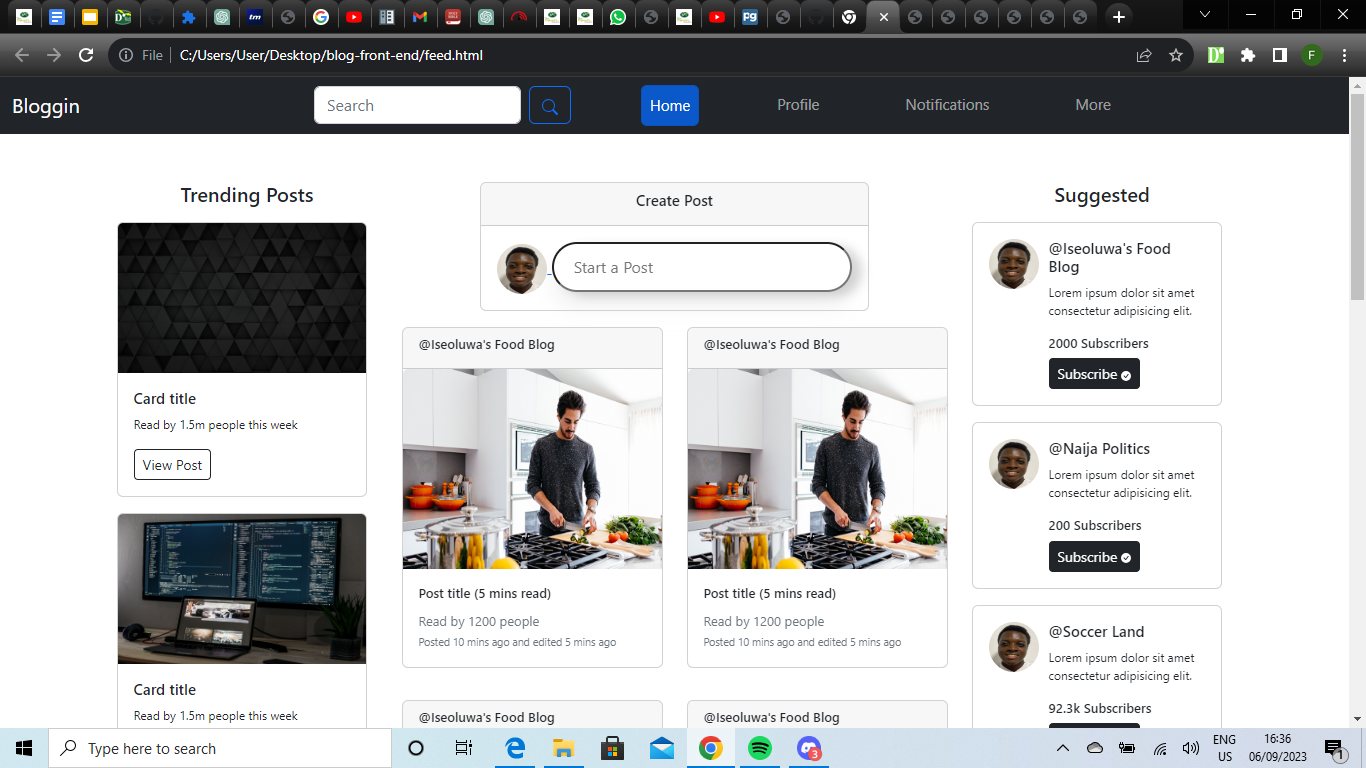 tm
pg
File
C:/Users/User/Desktop/blog-front-end/feed.html
F
Bloggin
Search
Home
Profile
Notifications
More
Trending Posts
Card title
Read by 1.5m people this week
View Post
Card title
Read by 1.5m people this week
Create Post
Start a Post
@Iseoluwa's Food Blog
Post title (5 mins read)
Read by 1200 people
Posted 10 mins ago and edited 5 mins ago
@Iseoluwa's Food Blog
Post title (5 mins read)
Read by 1200 people
Posted 10 mins ago and edited 5 mins ago
@Iseoluwa's Food Blog
@Iseoluwa's Food Blog
Suggested
@Iseoluwa's Food
Blog
Lorem ipsum dolor sit amet
consectetur adipisicing elit.
2000 Subscribers
Subscribe
@Naija Politics
Lorem ipsum dolor sit amet
consectetur adipisicing elit.
200 Subscribers
Subscribe
@Soccer Land
Lorem ipsum dolor sit amet
consectetur adipisicing elit.
92.3k Subscribers
Type here to search
3
ENG
US
16:36
06/09/2023
1